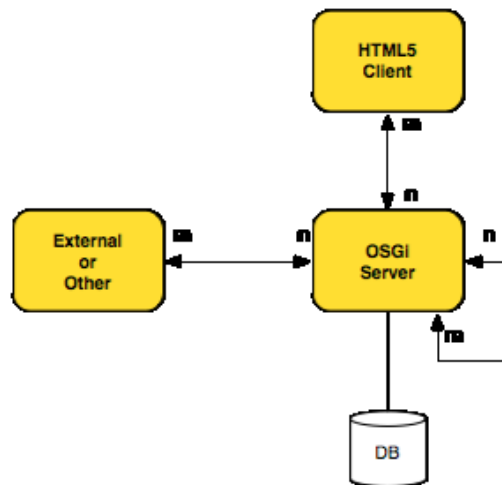 HTML5
Client
m
n
External
or
Other
m
n
OSGi
Server
n
m
DB